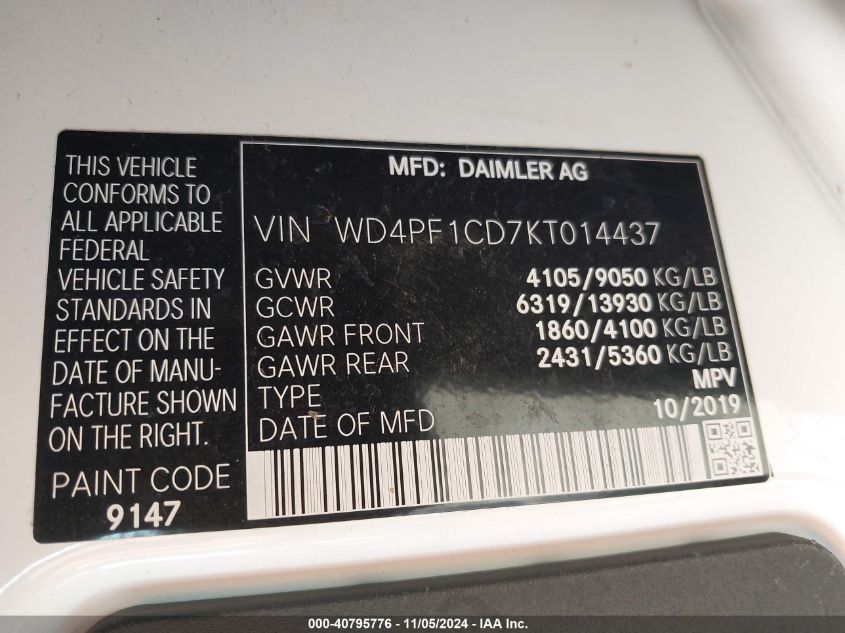 THIS VEHICLE
CONFORMS TO
ALL APPLICABLE
FEDERAL
VEHICLE SAFETY
STANDARDS IN
EFFECT ON THE
DATE OF MANU-
FACTURE SHOWN
ON THE RIGHT.
PAINT CODE
9147
MFD: DAIMLER AG
VIN WD4PF1CD7KT014437
GVWR 4105/9050 KG/LB
GCWR 6319/13930 KG/LB
GAWR FRONT 1860/4100 KG/LB
GAWR REAR 2431/5360 KG/LB
TYPE MPV
DATE OF MFD 10/2019
000-40795776 - 11/05/2024 - IAA Inc.